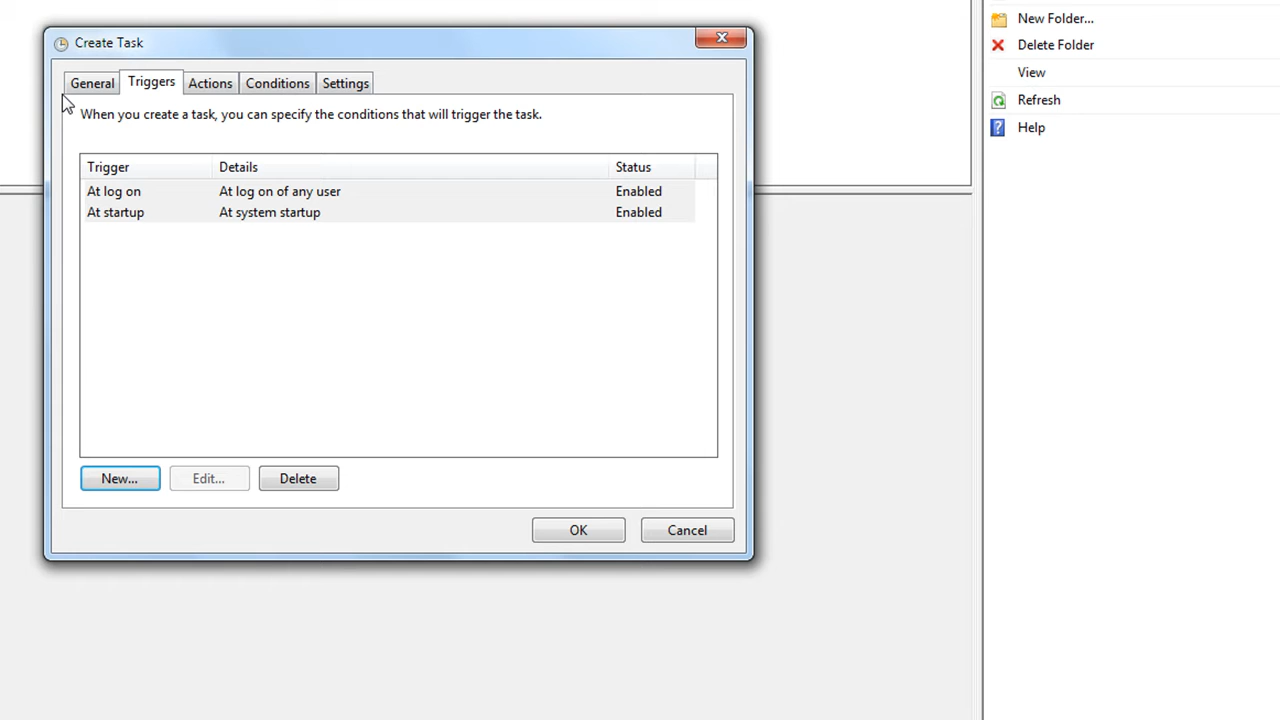 Create Task
General Triggers Actions Conditions Settings
When you create a task, you can specify the conditions that will trigger the task.
Trigger Details Status
At log on At log on of any user Enabled
At startup At system startup Enabled
New... Edit... Delete
OK Cancel
New Folder...
Delete Folder
View
Refresh
Help